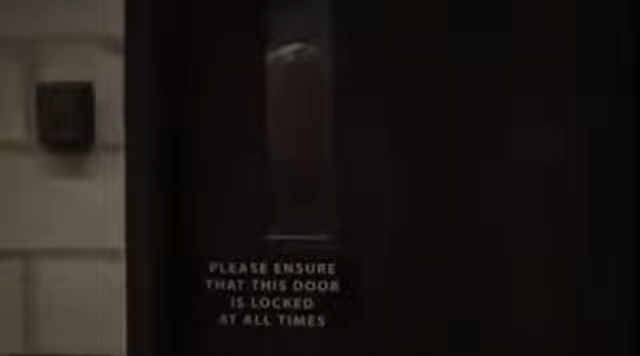 PLEASE ENSURE
THAT THIS DOOR
IS LOCKED
AT ALL TIMES